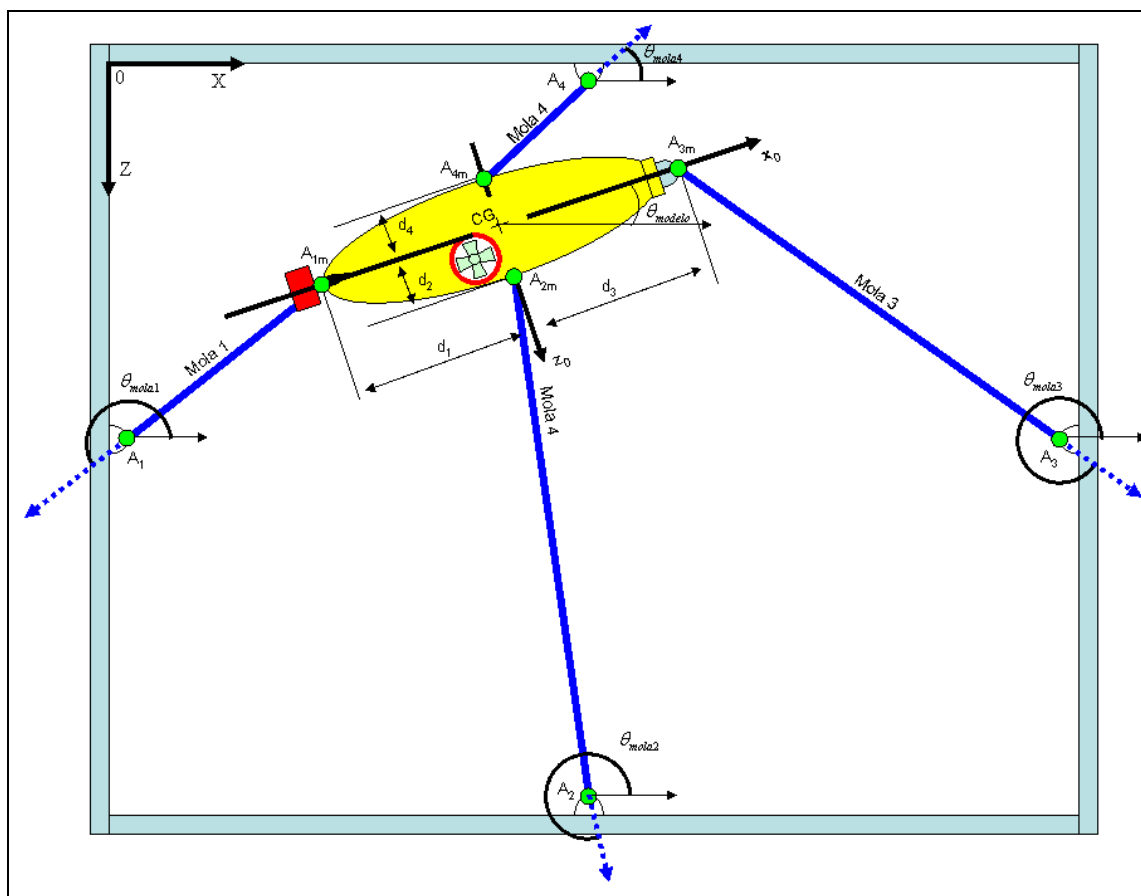 0
X
Z
A4
θmola4
Mola 4
A4m
A3m
x0
CG
θmodelo
d4
A1m
d2
A2m
d3
d1
z0
Mola 1
Mola 3
Mola 4
θmola1
θmola3
A1
A3
θmola2
A2